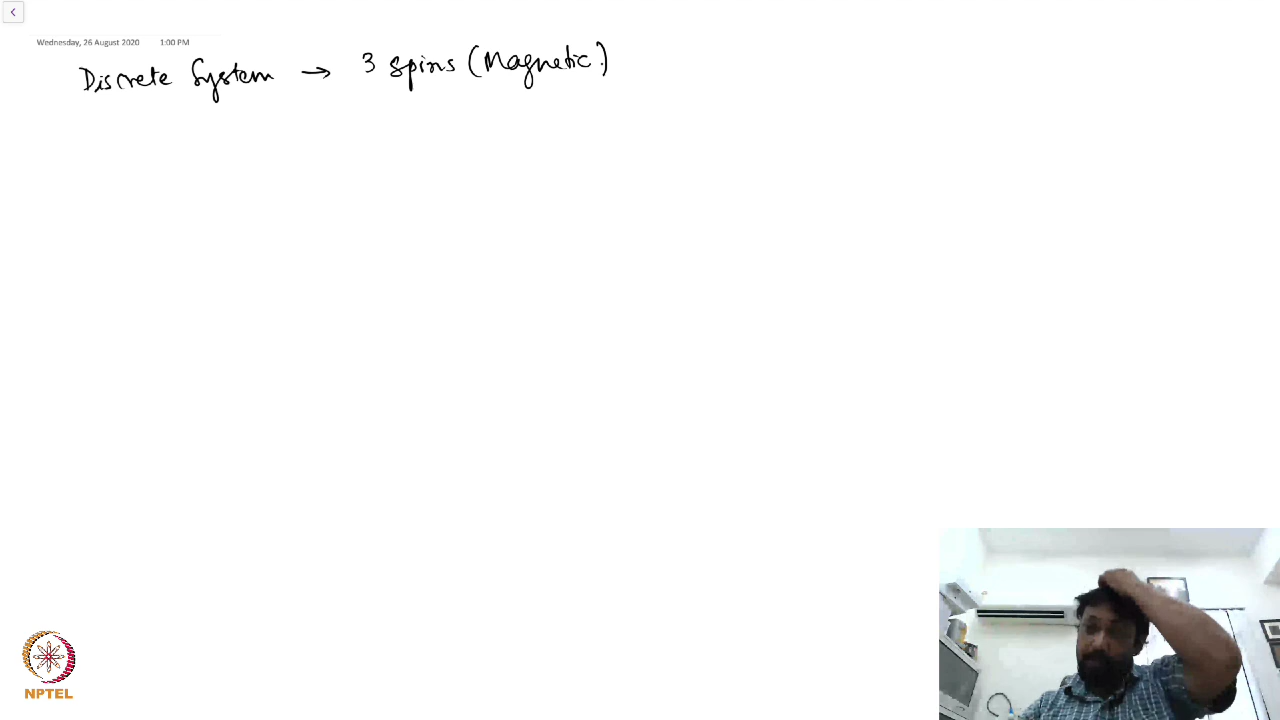 Wednesday, 26 August 2020 1:00 PM
Discrete System → 3 spins (Magnetic.)
NPTEL